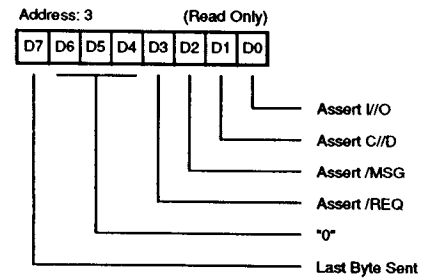 Address: 3 (Read Only)
D7 D6 D5 D4 D3 D2 D1 D0
Assert I//O
Assert C//D
Assert /MSG
Assert /REQ
"0"
Last Byte Sent